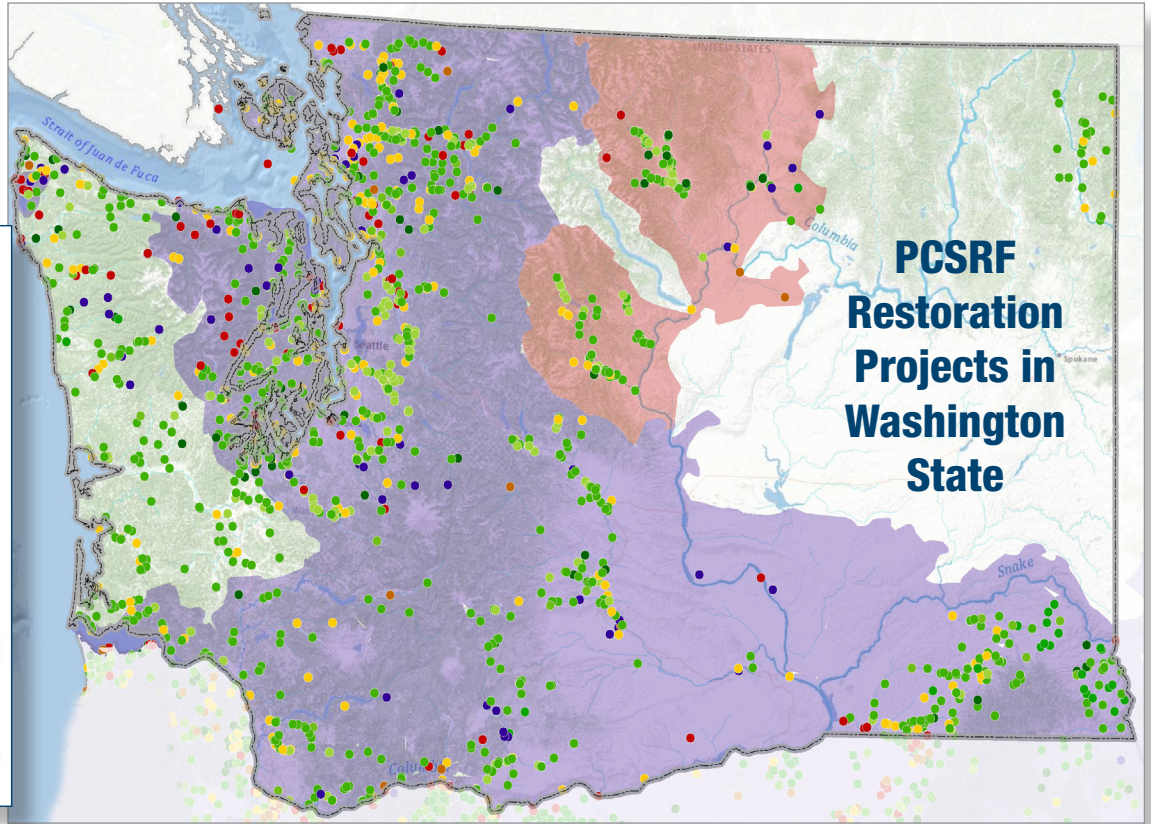 UNITED STATES
Strait of Juan de Fuca
Columbia
PCSRF
Restoration
Projects in
Washington
State
Seattle
Spokane
Snake